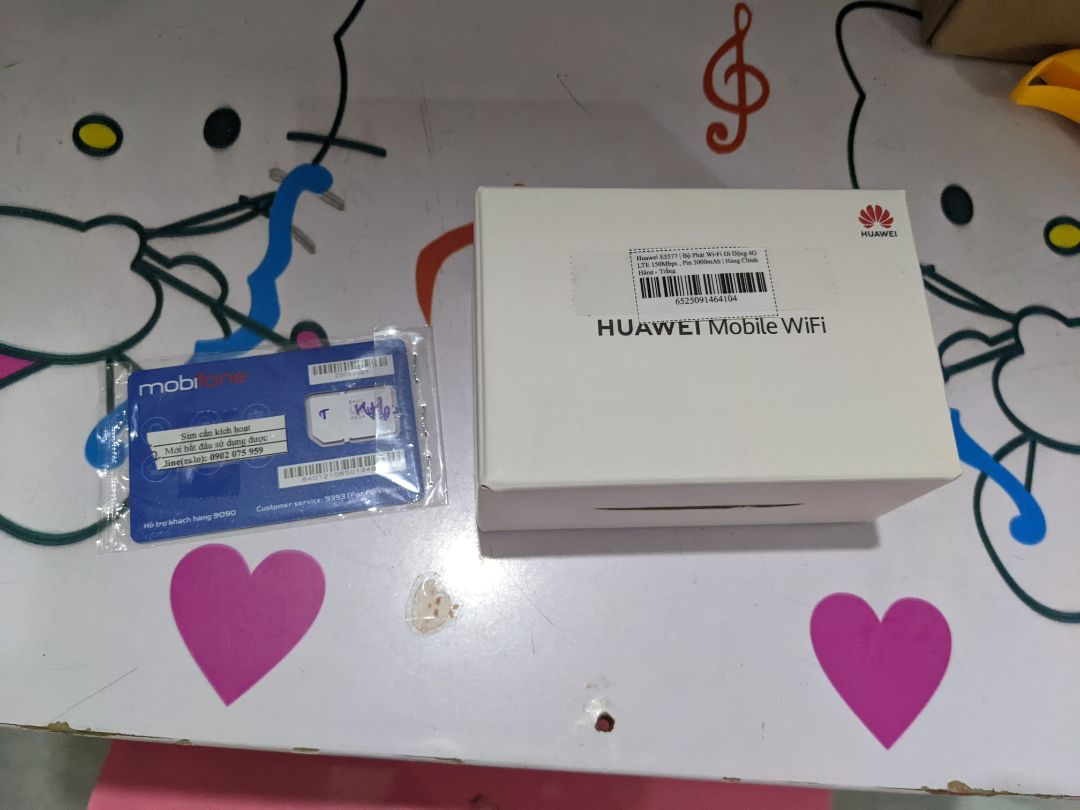 HUAWEI
Huawei E5577 | Bộ Phát Wi-Fi Di Động 4G
LTE 150Mbps , Pin 3000mAh | Hàng Chính
Hãng - Trắng
6525091464104
HUAWEI Mobile WiFi
mobifone
Sim cần kích hoạt
Mới bắt đầu sử dụng được
line(zalo): 0902 075 959
Hỗ trợ khách hàng 9090
Customer service: 9393 (For